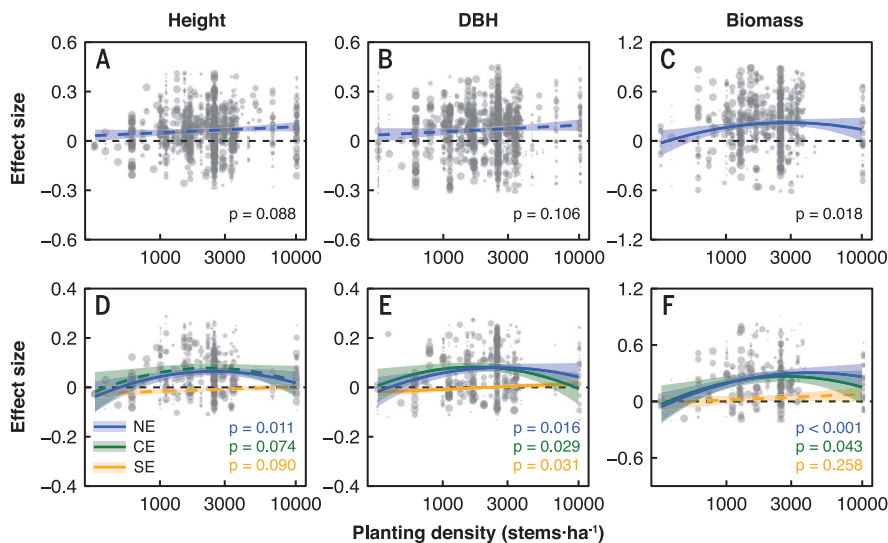 Height DBH Biomass
A
B
C
Effect size
0.6
0.3
0
−0.3
−0.6
p = 0.088
1000 3000 10000
0.6
0.3
0
−0.3
−0.6
p = 0.106
1000 3000 10000
1.2
0.6
0
−0.6
−1.2
p = 0.018
1000 3000 10000
D
E
F
Effect size
0.4
0.2
0
−0.2
−0.4
NE p = 0.011
CE p = 0.074
SE p = 0.090
1000 3000 10000
0.4
0.2
0
−0.2
−0.4
p = 0.016
p = 0.029
p = 0.031
1000 3000 10000
1.2
0.6
0
−0.6
p < 0.001
p = 0.043
p = 0.258
1000 3000 10000
Planting density (stems·ha⁻¹)